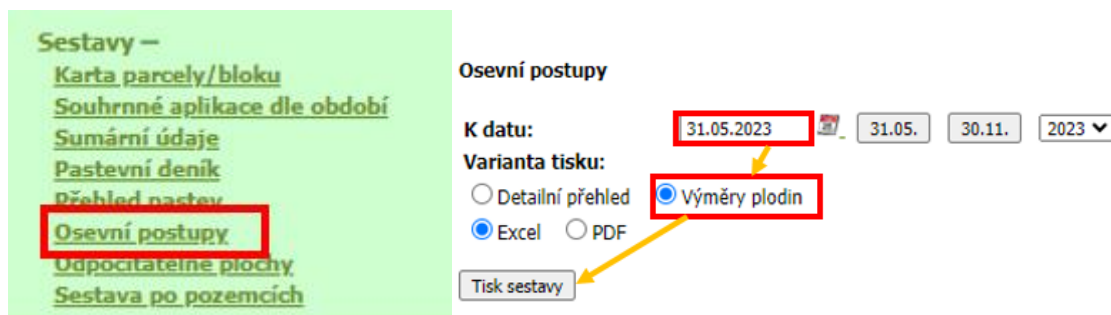 Sestavy —
Karta parcely/bloku
Souhrnné aplikace dle období
Sumární údaje
Pastevní deník
Přehled pastev
Osevní postupy
Odpočitatelné plochy
Sestava po pozemcích
Osevní postupy
K datu: 31.05.2023 31.05. 30.11. 2023
Varianta tisku:
Detailní přehled Výměry plodin
Excel PDF
Tisk sestavy